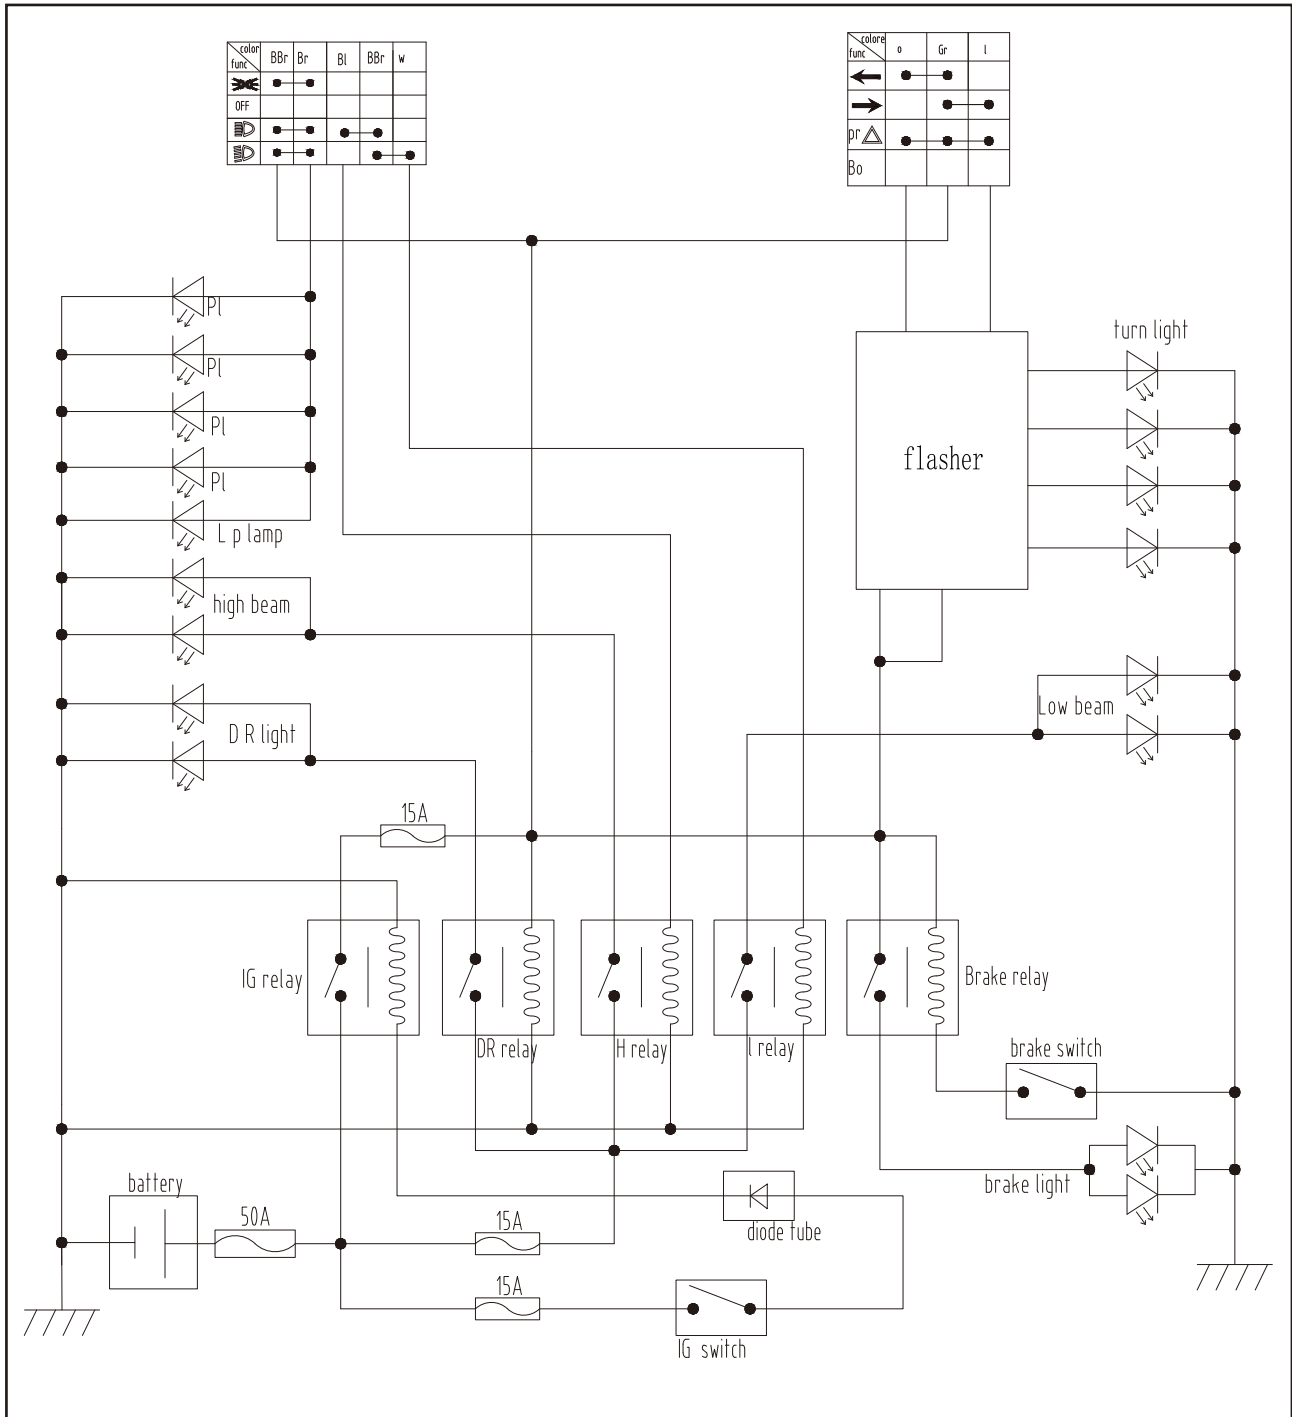 color
func BBr Br Bl BBr w
OFF
colore
func o Gr l
pr
Bo
Pl
Pl
Pl
Pl
L p lamp
high beam
D R light
turn light
flasher
Low beam
15A
IG relay
DR relay
H relay
l relay
Brake relay
brake switch
brake light
battery
50A
15A
diode tube
15A
IG switch